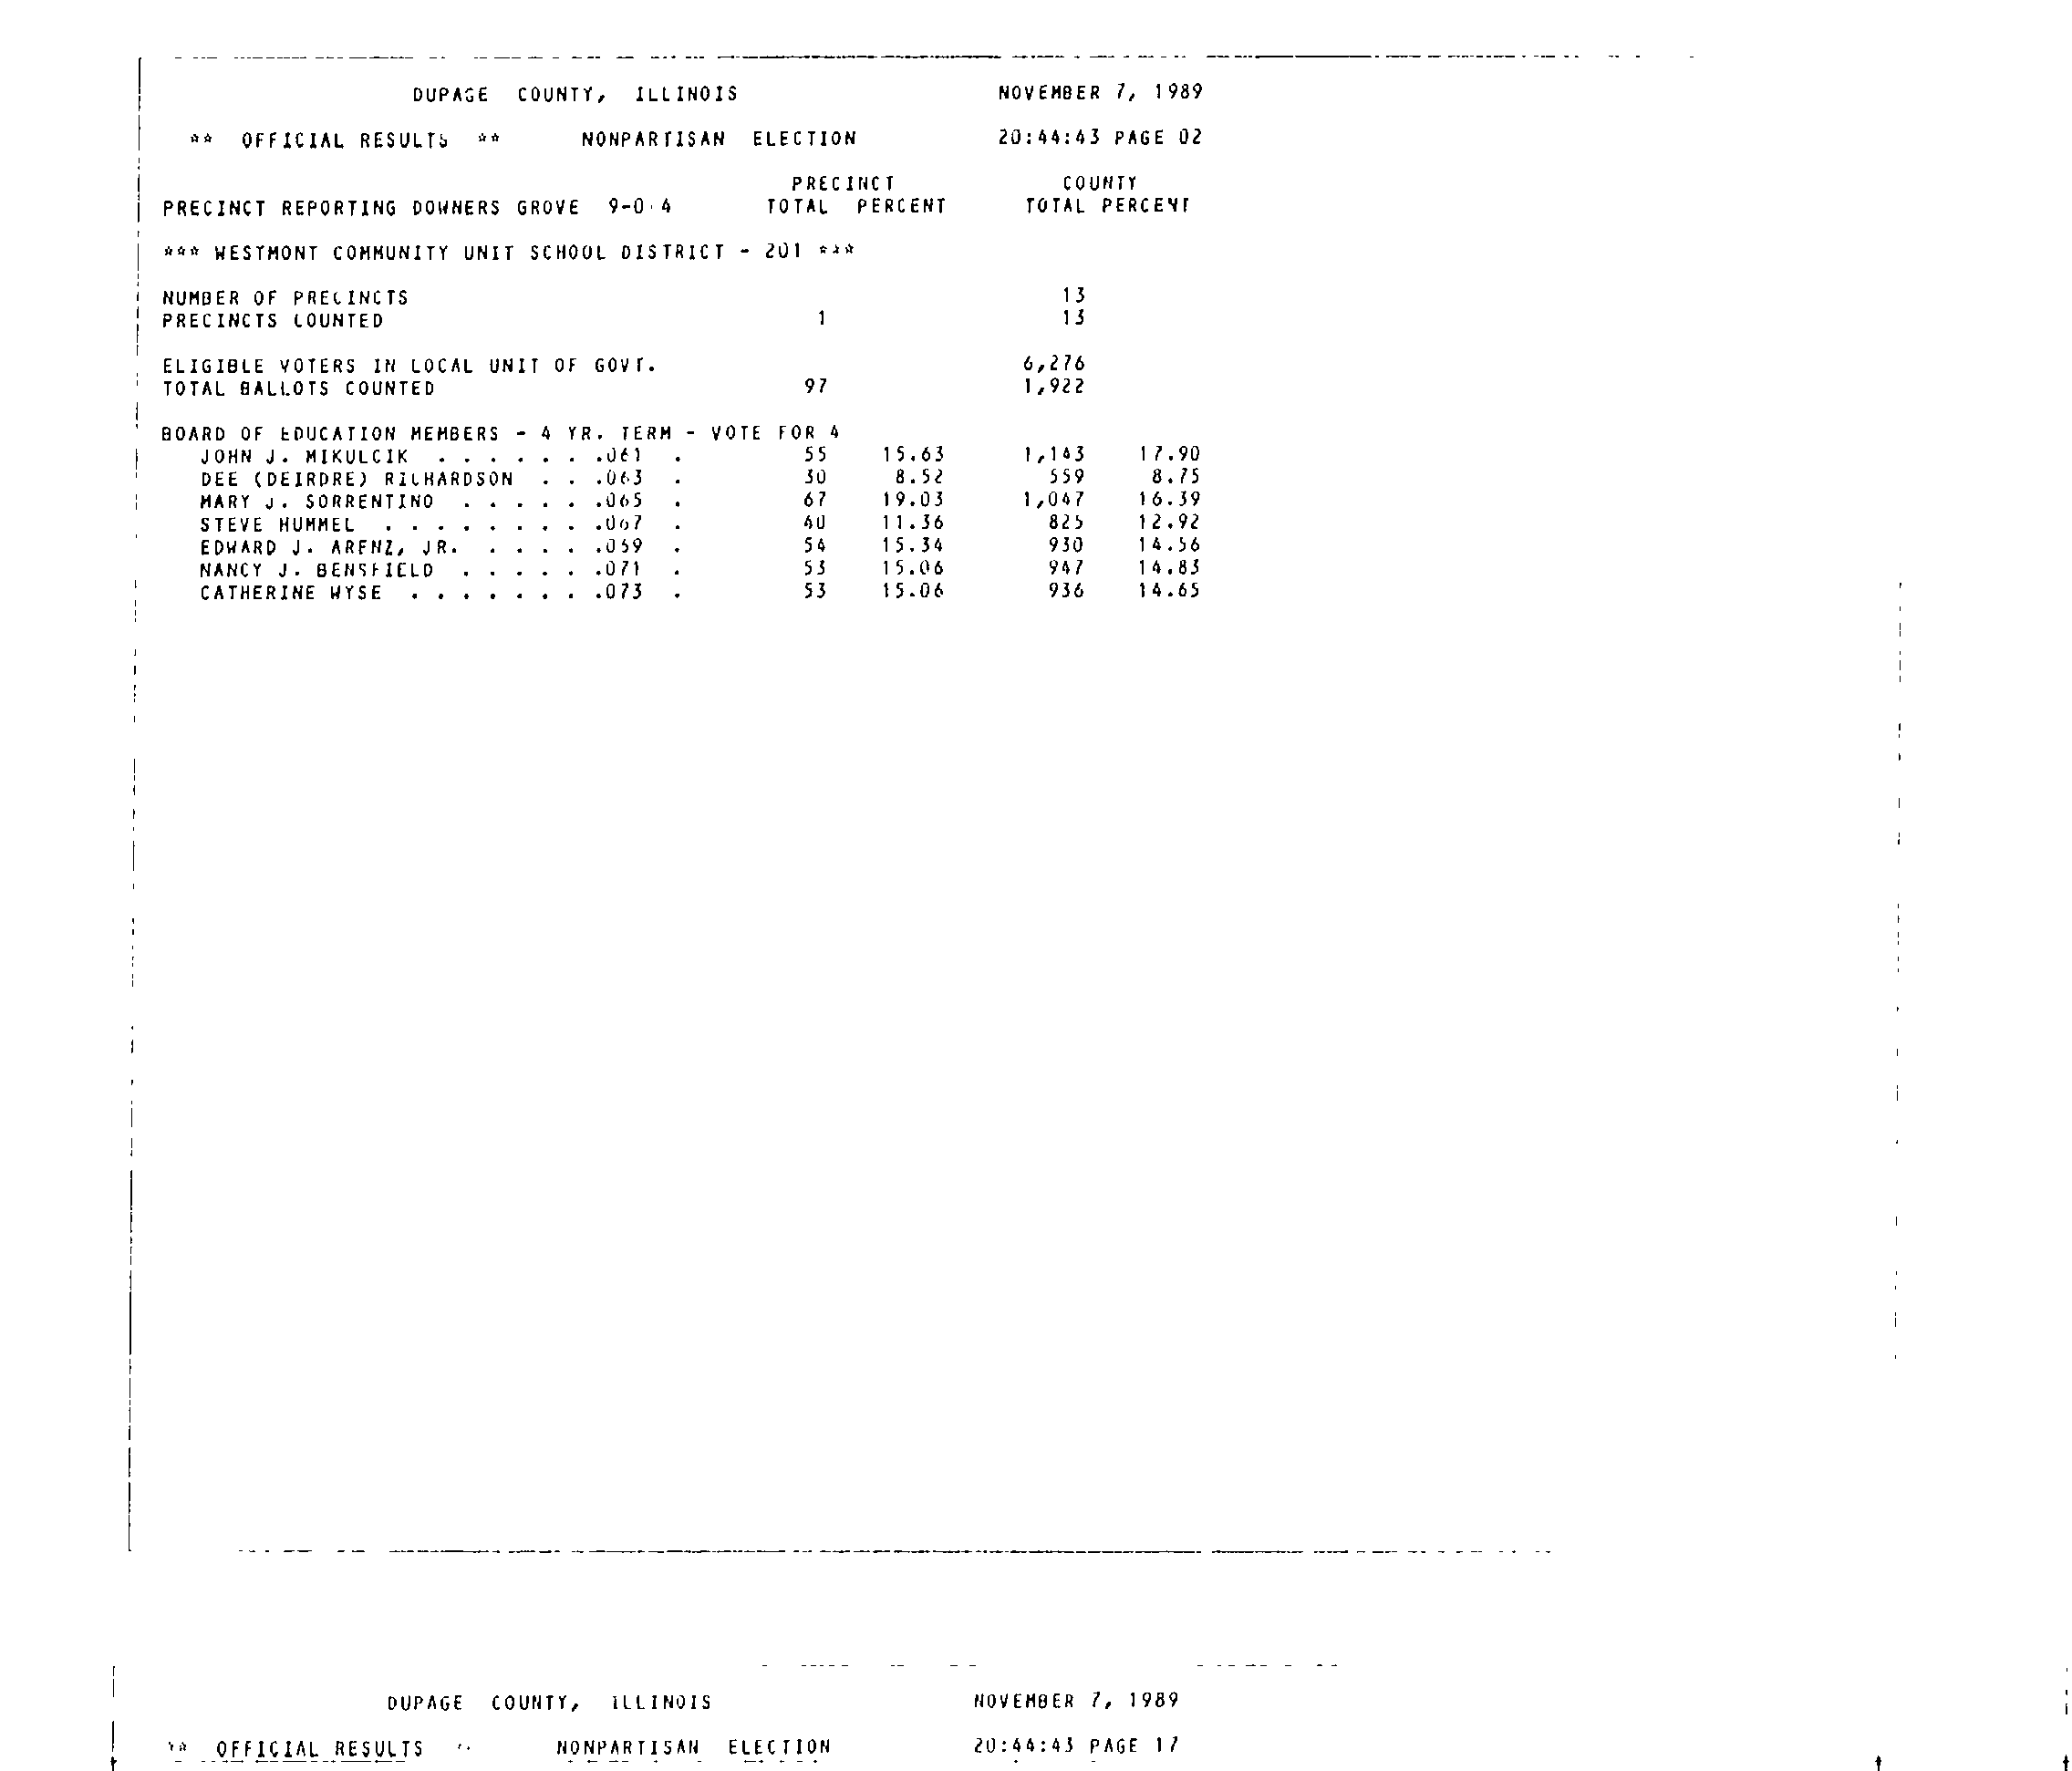 DUPAGE COUNTY, ILLINOIS NOVEMBER 7, 1989
** OFFICIAL RESULTS ** NONPARTISAN ELECTION 20:44:43 PAGE 02
PRECINCT COUNTY
PRECINCT REPORTING DOWNERS GROVE 9-0 4 TOTAL PERCENT TOTAL PERCENT
*** WESTMONT COMMUNITY UNIT SCHOOL DISTRICT - 201 ***
NUMBER OF PRECINCTS 13
PRECINCTS COUNTED 1 13
ELIGIBLE VOTERS IN LOCAL UNIT OF GOVT. 6,276
TOTAL BALLOTS COUNTED 97 1,922
BOARD OF EDUCATION MEMBERS - 4 YR. TERM - VOTE FOR 4
JOHN J. MIKULCIK . . . . . . .061 . 55 15.63 1,143 17.90
DEE (DEIRDRE) RICHARDSON . . .063 . 30 8.52 559 8.75
MARY J. SORRENTINO . . . . . .065 . 67 19.03 1,047 16.39
STEVE HUMMEL . . . . . . . . .067 . 40 11.36 825 12.92
EDWARD J. ARENZ, JR. . . . . .069 . 54 15.34 930 14.56
NANCY J. BENSFIELD . . . . . .071 . 53 15.06 947 14.83
CATHERINE WYSE . . . . . . . .073 . 53 15.06 936 14.65
DUPAGE COUNTY, ILLINOIS NOVEMBER 7, 1989
** OFFICIAL RESULTS NONPARTISAN ELECTION 20:44:43 PAGE 17